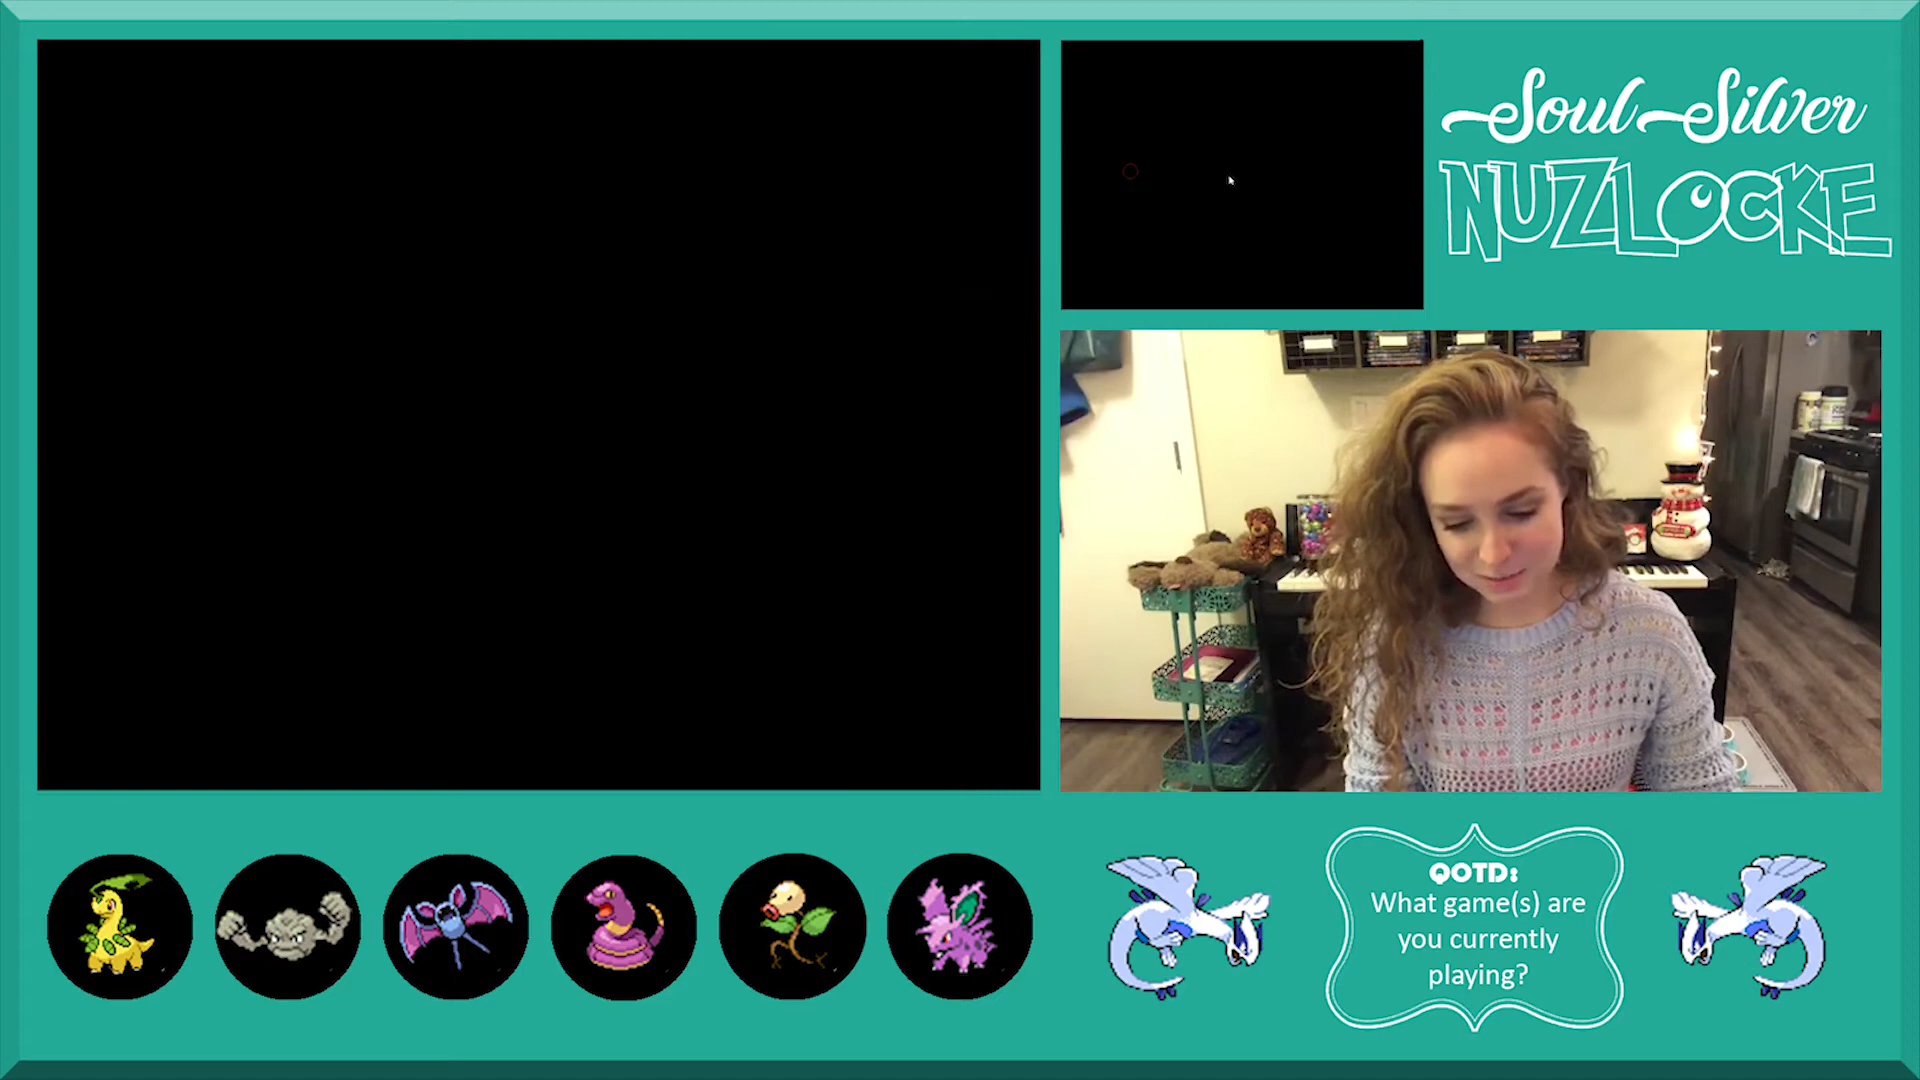 Soul Silver
NUZLOCKE
QOTD:
What game(s) are
you currently
playing?